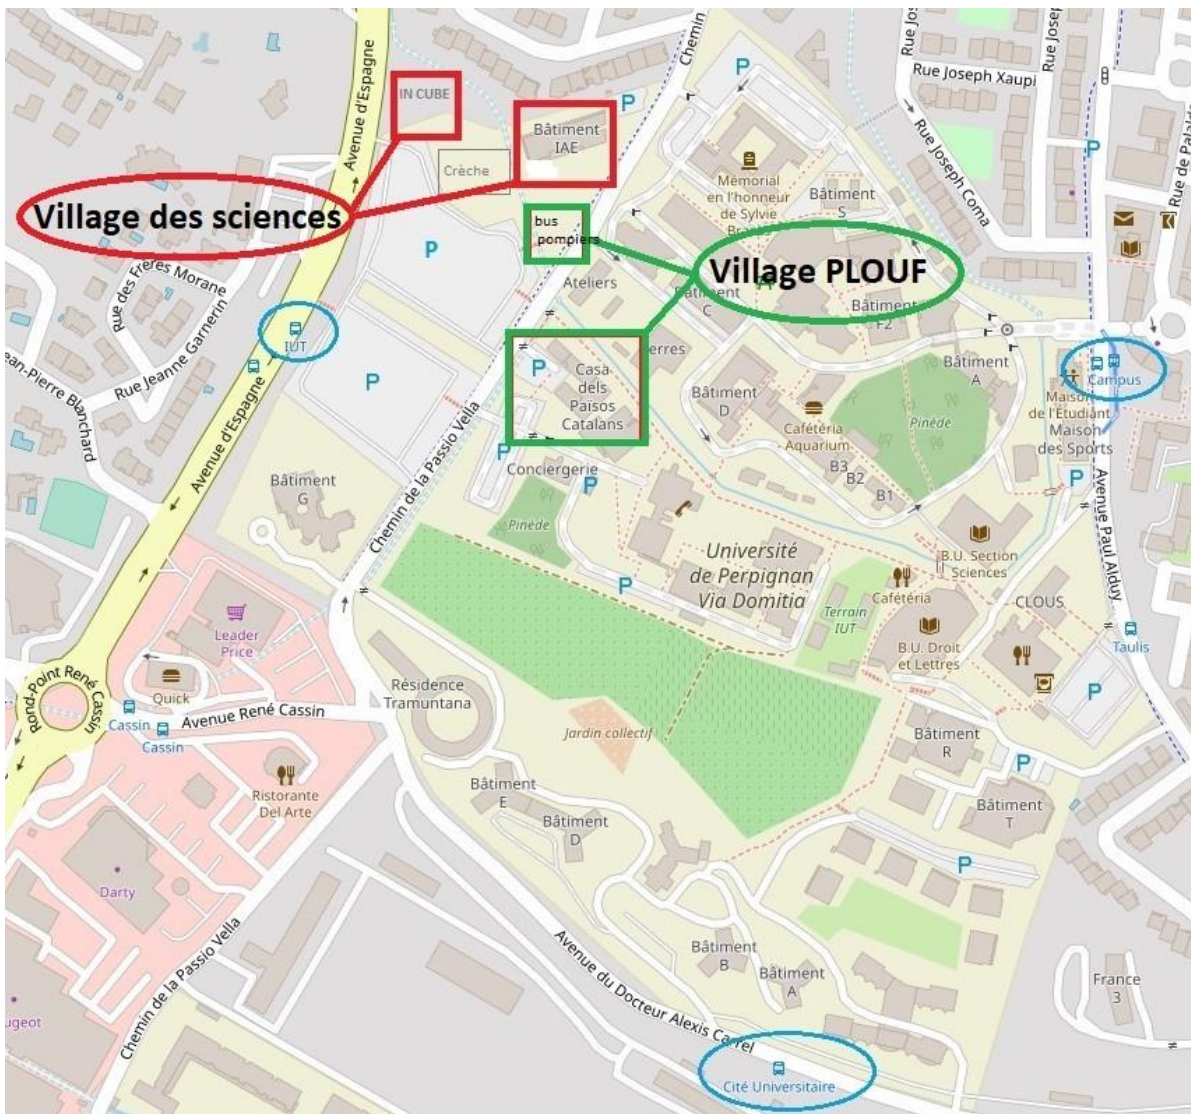 Avenue d'Espagne
IN CUBE
Bâtiment
IAE
Crèche
P
Chemin
P
Rue Joseph Xaupi
Rue Joseph Coma
P
Mémorial
en l'honneur
de Sylvie
Bâtiment
S
Village des sciences
bus
pompiers
Village PLOUF
Rue des Frères Morane
Rue Jeanne Garnerin
P
Ateliers
Bâtiment
C
Bâtiment
F2
IUT
P
P
Casa
dels
Països
Catalans
Bâtiment
D
Bâtiment
A
Campus
Maison
de l'Étudiant
Maison
des Sports
Cafétéria
Aquarium
Pinède
Avenue d'Espagne
Chemin de la Passio Vella
P
Conciergerie
P
B3
B2
B1
P
Bâtiment
G
Pinède
Université
de Perpignan
Via Domitia
P
B.U. Section
Sciences
Avenue Paul Alduy
Cafétéria
CLOUS
Terrain
IUT
B.U. Droit
et Lettres
Taulis
P
Leader
Price
Quick
Rond-Point René Cassin
Cassin
Cassin
Avenue René Cassin
Résidence
Tramuntana
Jardin collectif
Bâtiment
R
P
Ristorante
Del Arte
Bâtiment
E
Bâtiment
D
Bâtiment
T
P
Darty
Chemin de la Passio Vella
Avenue du Docteur Alexis Carrel
Bâtiment
B
Bâtiment
A
France
3
Cité Universitaire